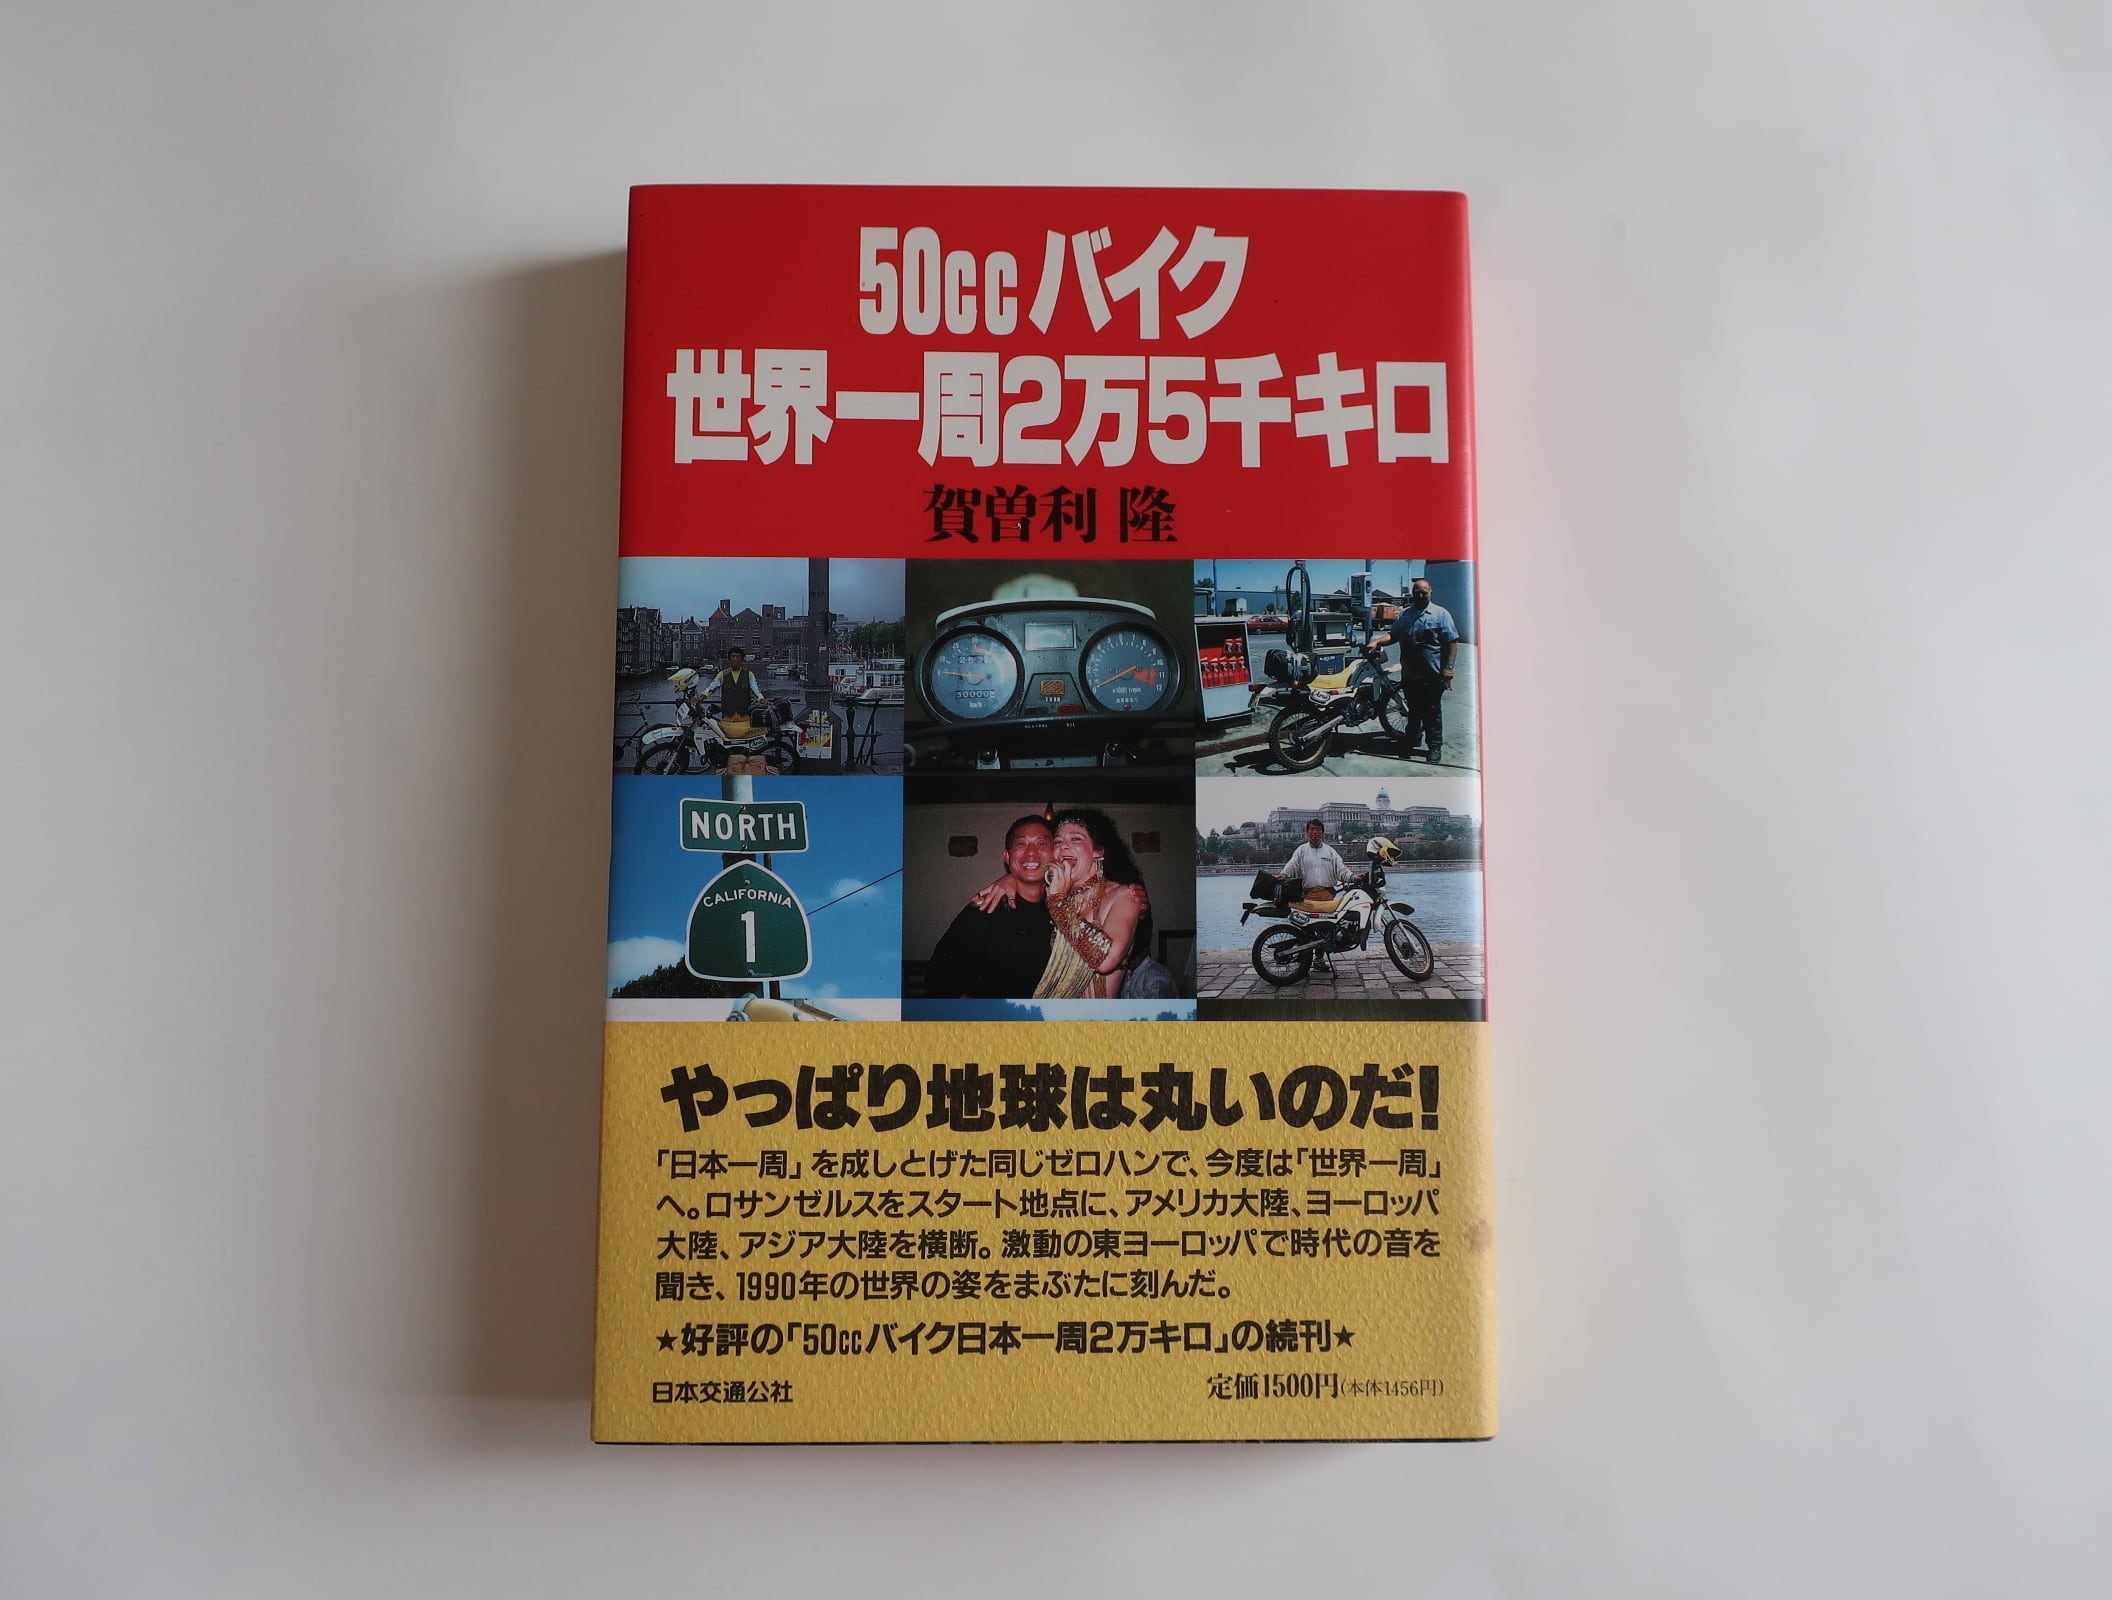 50ccバイク
世界一周2万5千キロ
賀曽利 隆
NORTH
CALIFORNIA
1
やっぱり地球は丸いのだ!
「日本一周」を成しとげた同じゼロハンで、今度は「世界一周」
へ。ロサンゼルスをスタート地点に、アメリカ大陸、ヨーロッパ
大陸、アジア大陸を横断。激動の東ヨーロッパで時代の音を
聞き、1990年の世界の姿をまぶたに刻んだ。
★好評の「50ccバイク日本一周2万キロ」の続刊★
日本交通公社
定価1500円(本体1456円)